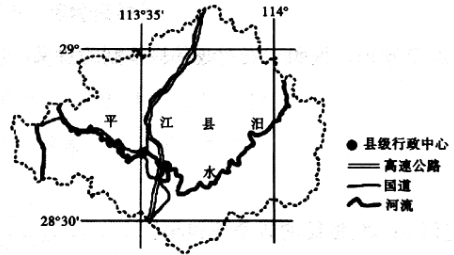 113°35′ 114°
29°
平 江 县 汨
水
28°30′
县级行政中心
高速公路
国道
河流